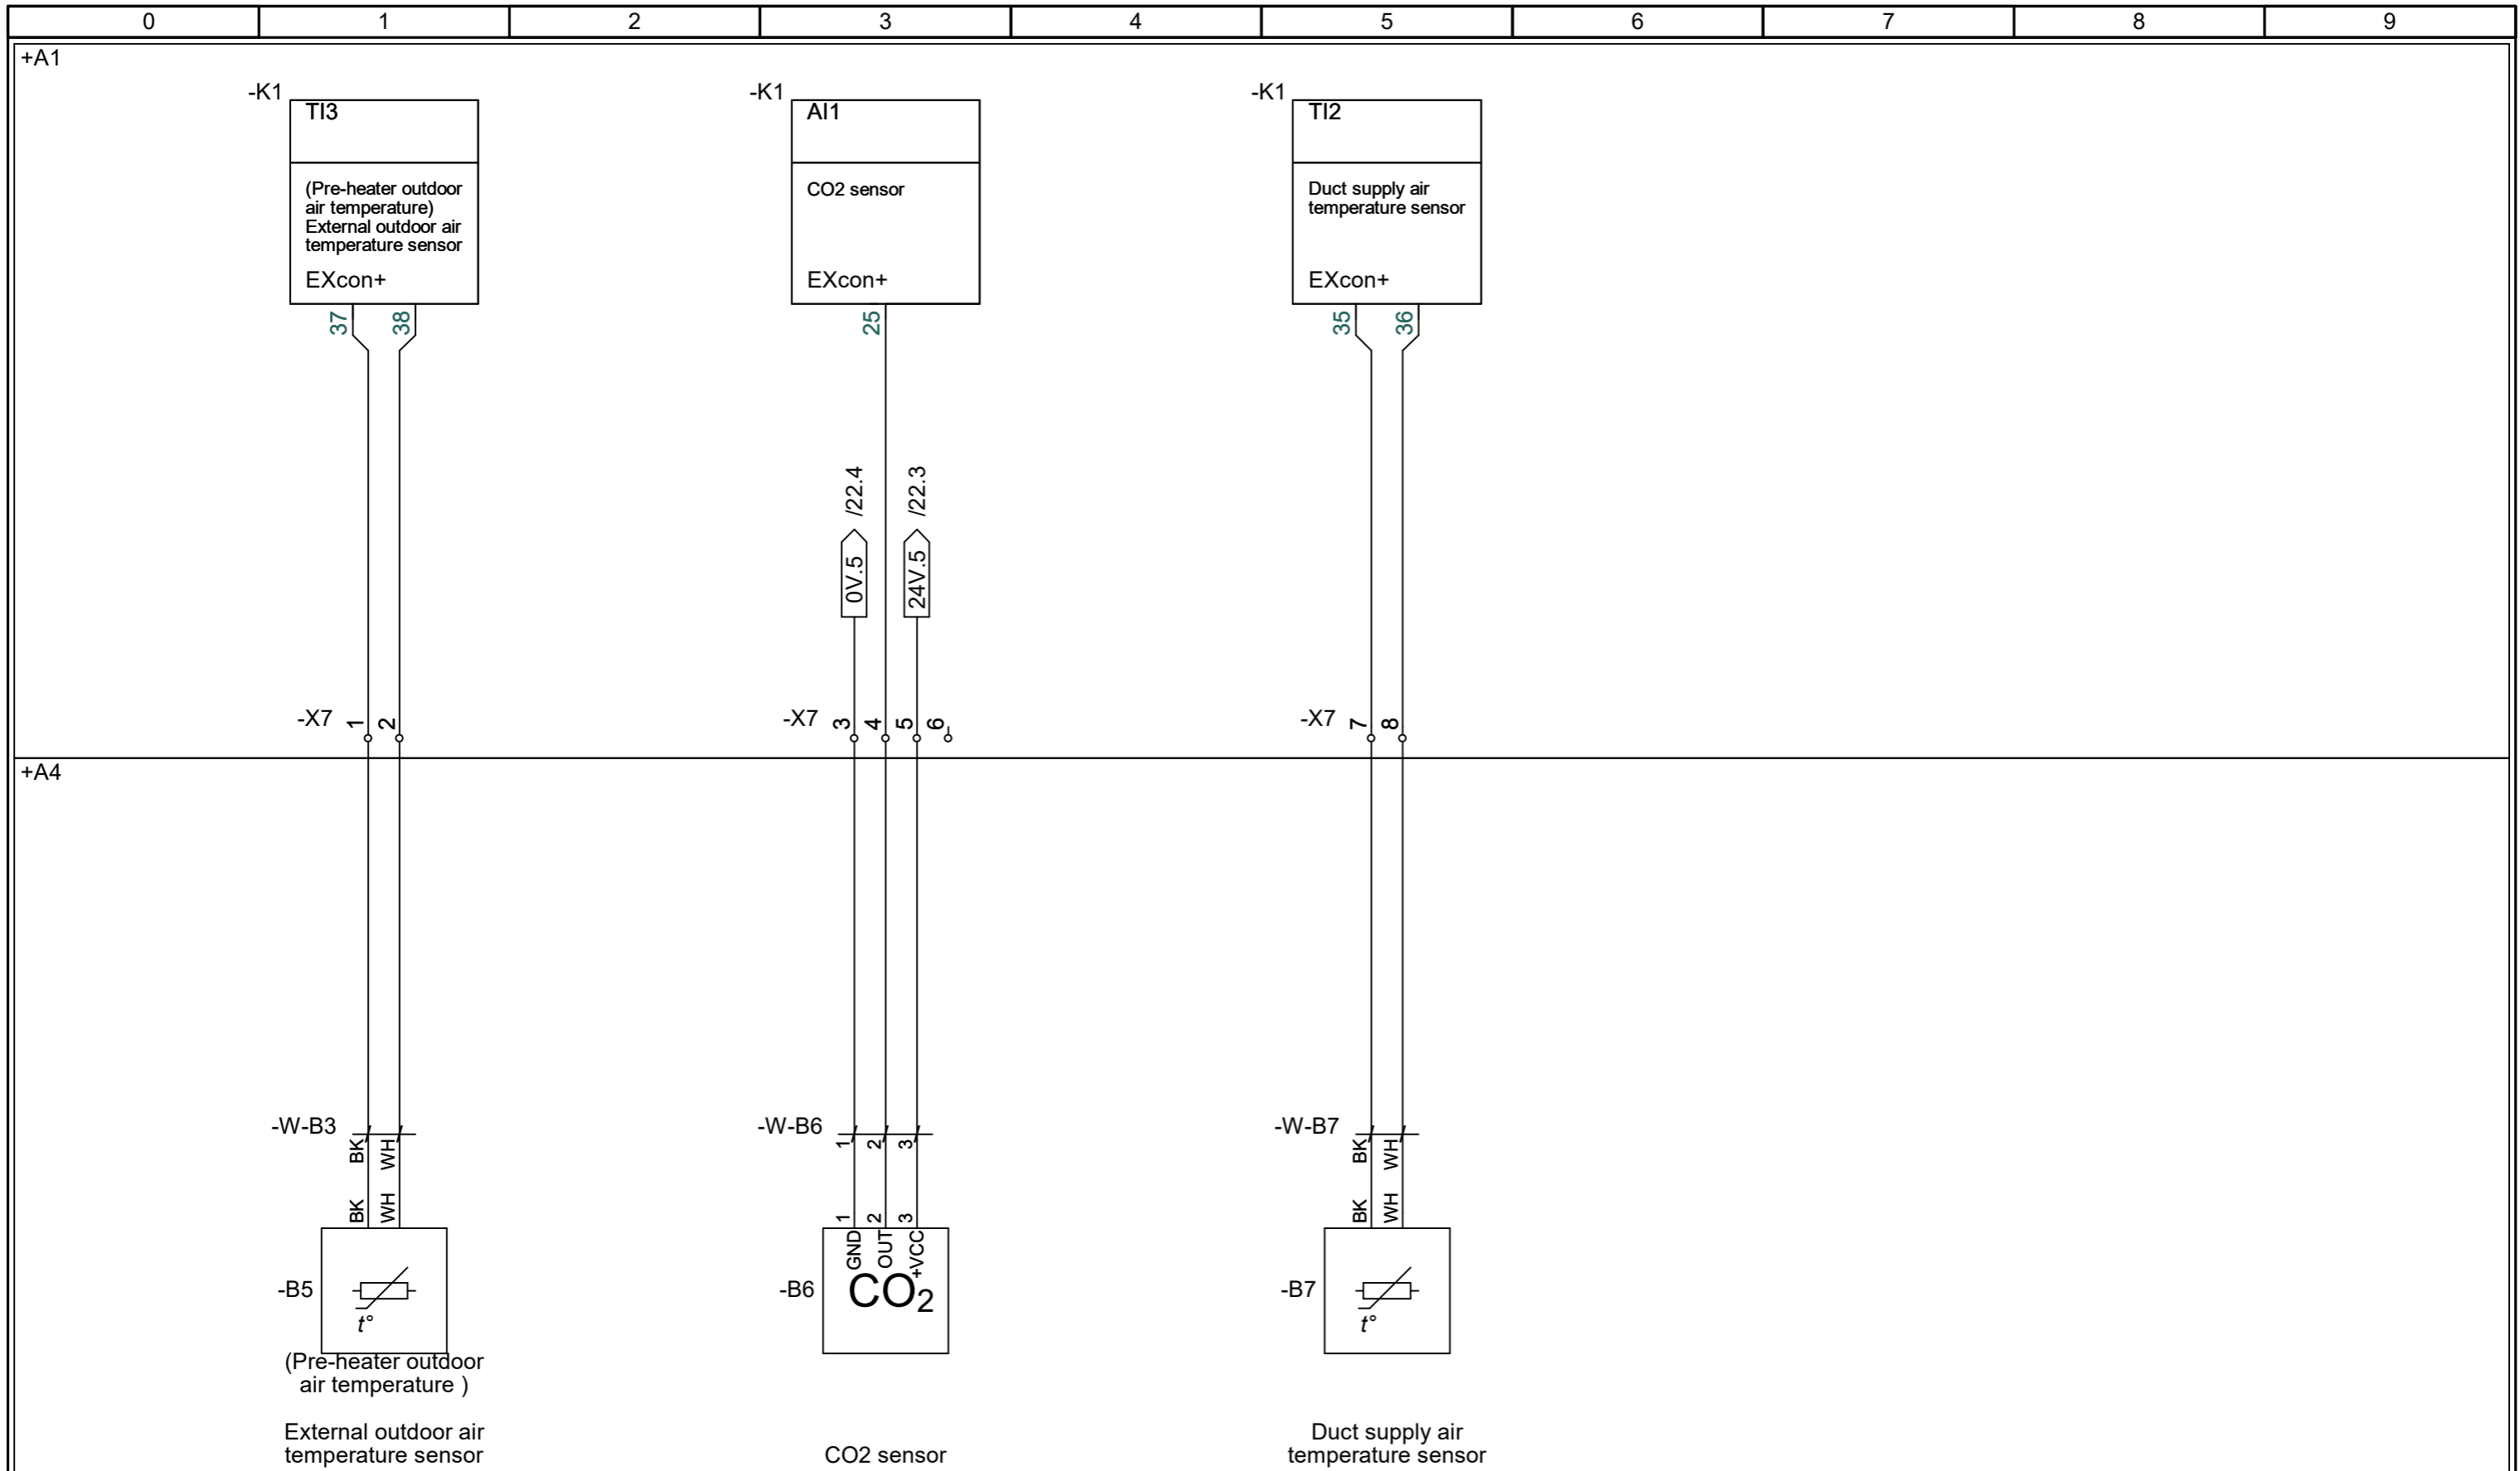 0 1 2 3 4 5 6 7 8 9
+A1
-K1 -K1 -K1
TI3 AI1 TI2
(Pre-heater outdoor
air temperature)
External outdoor air
temperature sensor
CO2 sensor
Duct supply air
temperature sensor
EXcon+ EXcon+ EXcon+
37 38 25 35 36
/22.4 /22.3
0V.5 24V.5
-X7 1 2 -X7 3 4 5 6 -X7 7 8
+A4
-W-B3 BK WH -W-B6 1 2 3 -W-B7 BK WH
BK WH 1 2 3 BK WH
GND OUT +VCC
-B5 t° -B6 CO₂ -B7 t°
(Pre-heater outdoor
air temperature )
External outdoor air
temperature sensor
CO2 sensor
Duct supply air
temperature sensor